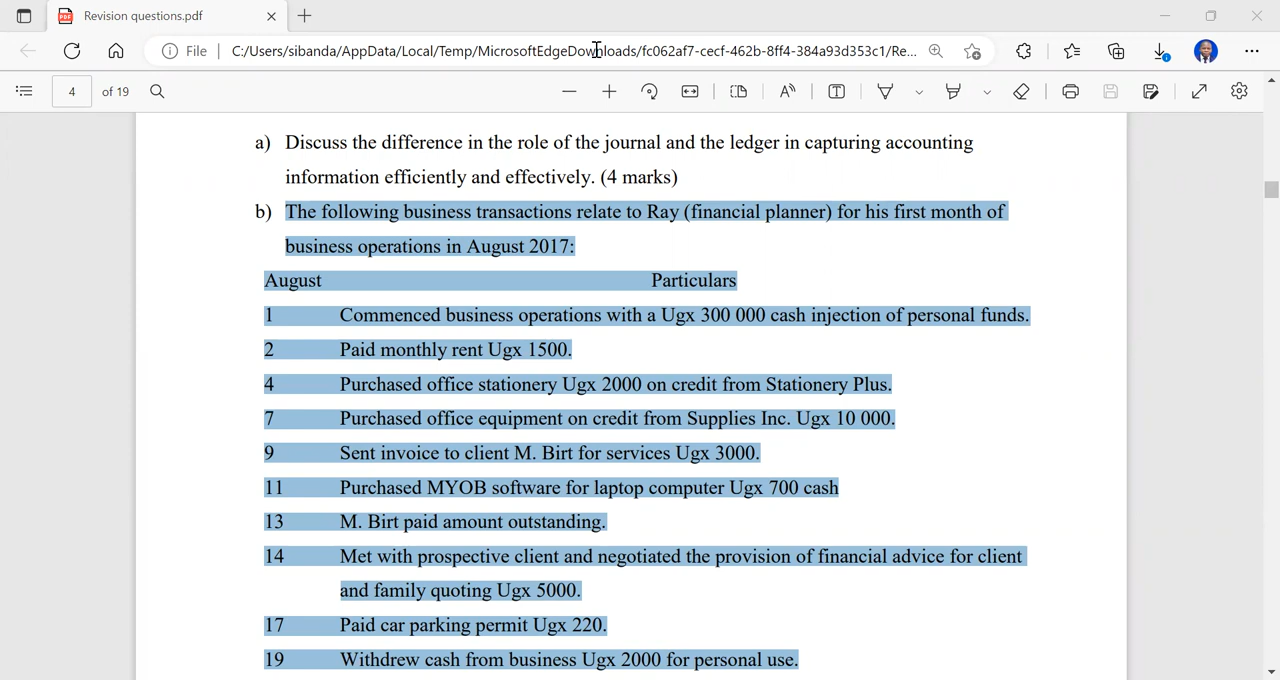 Revision questions.pdf
File C:/Users/sibanda/AppData/Local/Temp/MicrosoftEdgeDownloads/fc062af7-cecf-462b-8ff4-384a93d353c1/Re...
4 of 19
a) Discuss the difference in the role of the journal and the ledger in capturing accounting
information efficiently and effectively. (4 marks)
b) The following business transactions relate to Ray (financial planner) for his first month of
business operations in August 2017:
August Particulars
1 Commenced business operations with a Ugx 300 000 cash injection of personal funds.
2 Paid monthly rent Ugx 1500.
4 Purchased office stationery Ugx 2000 on credit from Stationery Plus.
7 Purchased office equipment on credit from Supplies Inc. Ugx 10 000.
9 Sent invoice to client M. Birt for services Ugx 3000.
11 Purchased MYOB software for laptop computer Ugx 700 cash
13 M. Birt paid amount outstanding.
14 Met with prospective client and negotiated the provision of financial advice for client
and family quoting Ugx 5000.
17 Paid car parking permit Ugx 220.
19 Withdrew cash from business Ugx 2000 for personal use.